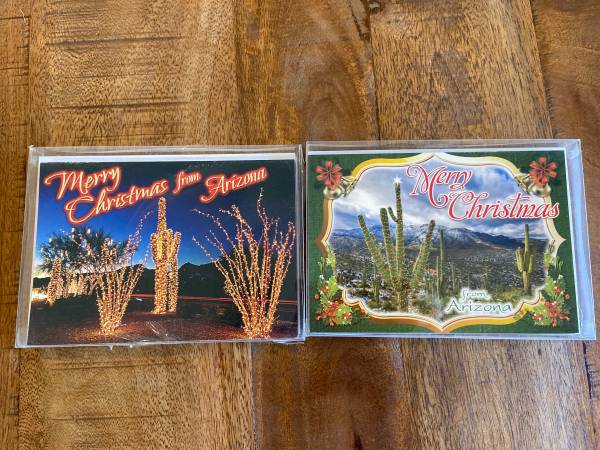 Merry
Christmas from Arizona
Merry
Christmas
from
Arizona